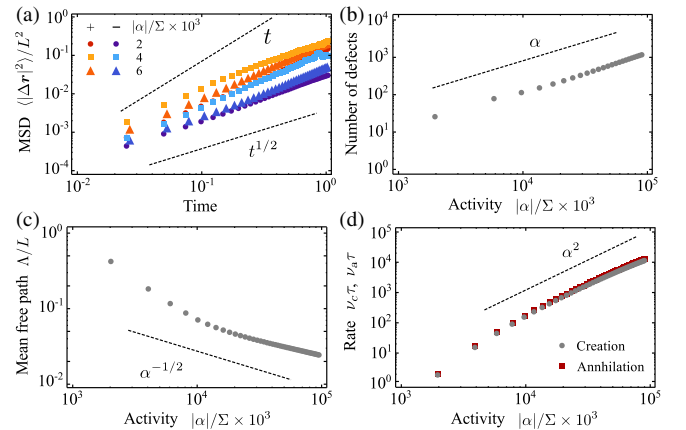 (a)
+ − |α|/Σ × 10³
2
4
6
t
t^{1/2}
MSD ⟨|Δr|²⟩/L²
10⁰
10⁻¹
10⁻²
10⁻³
10⁻⁴
10⁻² 10⁻¹ 10⁰
Time
(b)
α
Number of defects
10⁴
10³
10²
10¹
10⁰
10³ 10⁴ 10⁵
Activity |α|/Σ × 10³
(c)
Mean free path Λ/L
10⁰
10⁻¹
10⁻²
α^{−1/2}
10³ 10⁴ 10⁵
Activity |α|/Σ × 10³
(d)
α²
Rate ν_cτ, ν_aτ
10⁵
10⁴
10³
10²
10¹
10⁰
Creation
Annhilation
10³ 10⁴ 10⁵
Activity |α|/Σ × 10³